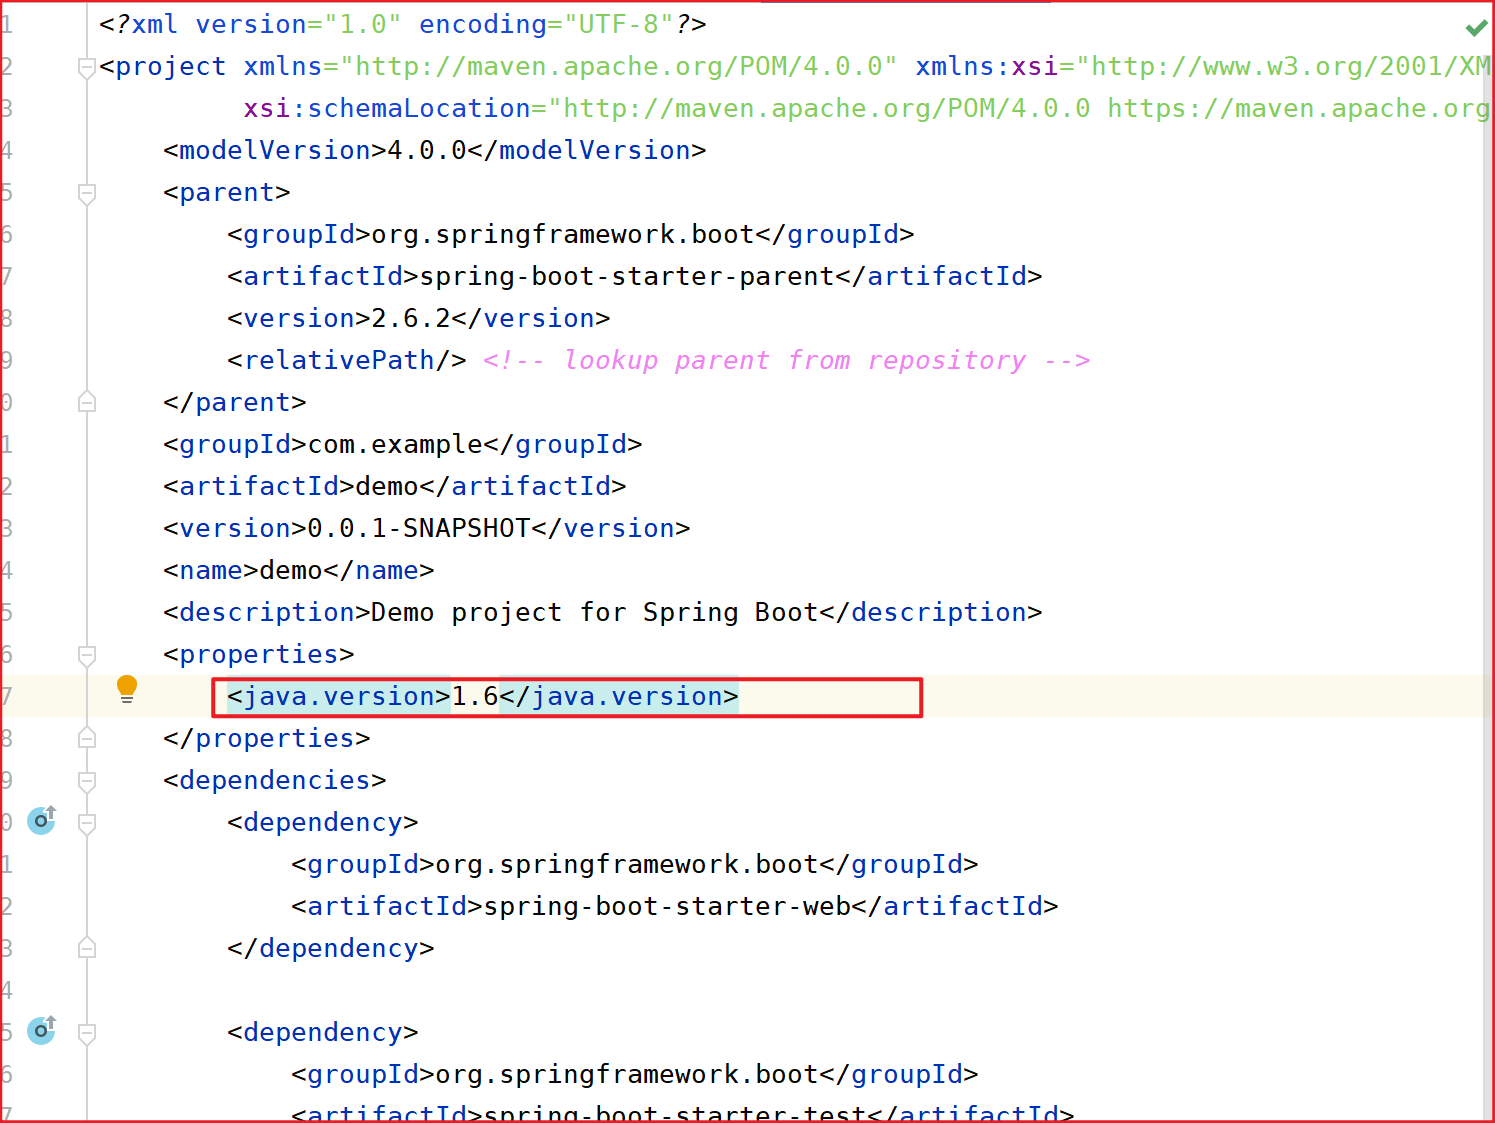 1 <?xml version="1.0" encoding="UTF-8"?>
2 <project xmlns="http://maven.apache.org/POM/4.0.0" xmlns:xsi="http://www.w3.org/2001/XM
3 xsi:schemaLocation="http://maven.apache.org/POM/4.0.0 https://maven.apache.org
4 <modelVersion>4.0.0</modelVersion>
5 <parent>
6 <groupId>org.springframework.boot</groupId>
7 <artifactId>spring-boot-starter-parent</artifactId>
8 <version>2.6.2</version>
9 <relativePath/> <!-- lookup parent from repository -->
0 </parent>
1 <groupId>com.example</groupId>
2 <artifactId>demo</artifactId>
3 <version>0.0.1-SNAPSHOT</version>
4 <name>demo</name>
5 <description>Demo project for Spring Boot</description>
6 <properties>
7 <java.version>1.6</java.version>
8 </properties>
9 <dependencies>
0 <dependency>
1 <groupId>org.springframework.boot</groupId>
2 <artifactId>spring-boot-starter-web</artifactId>
3 </dependency>
4
5 <dependency>
6 <groupId>org.springframework.boot</groupId>
7 <artifactId>spring-boot-starter-test</artifactId>